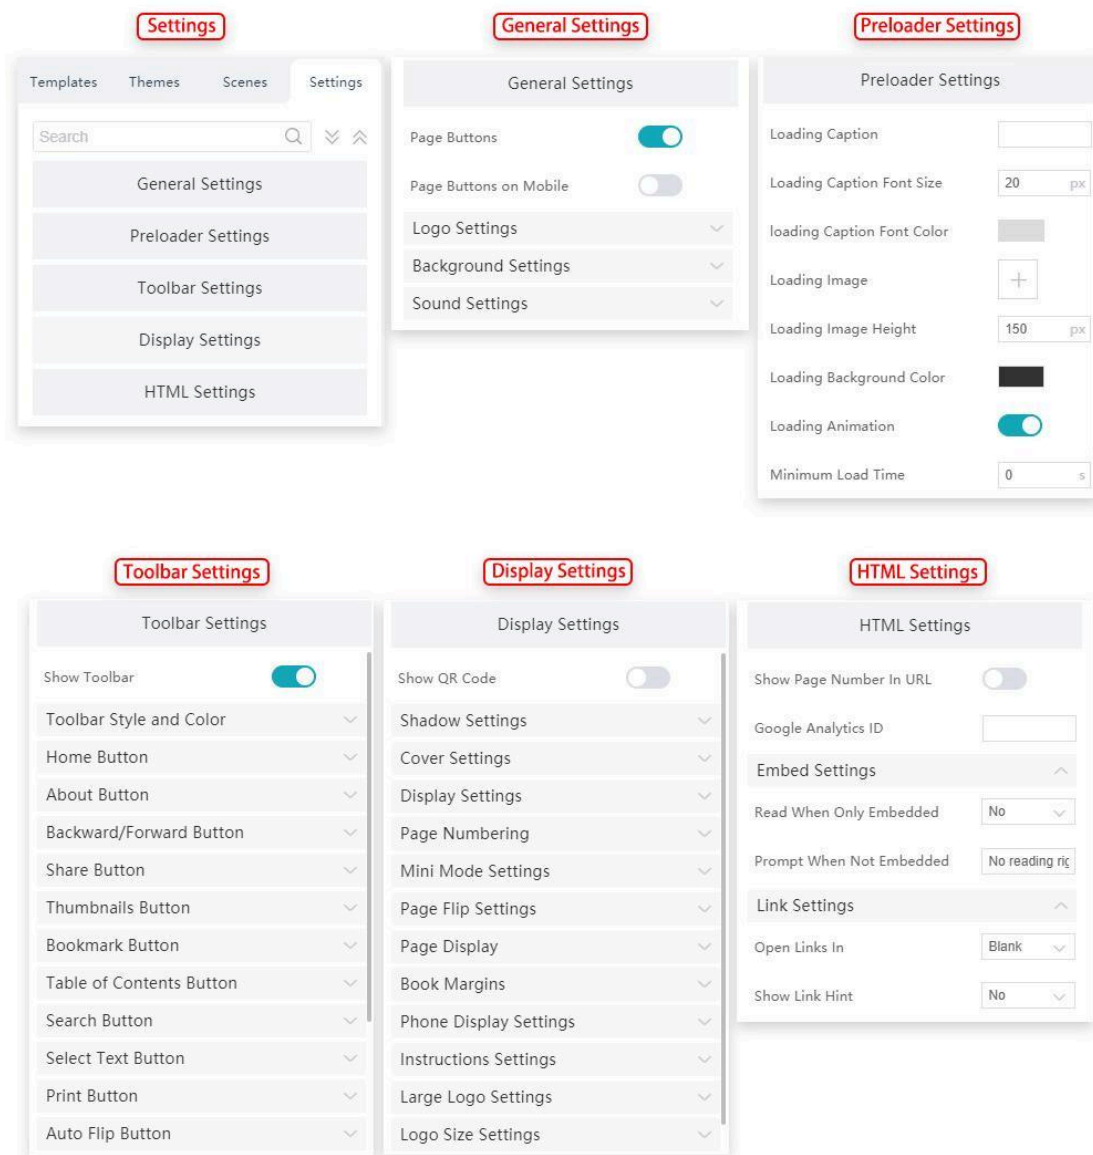 Settings
General Settings
Preloader Settings
Templates Themes Scenes Settings
Search
General Settings
Preloader Settings
Toolbar Settings
Display Settings
HTML Settings
General Settings
Page Buttons
Page Buttons on Mobile
Logo Settings
Background Settings
Sound Settings
Preloader Settings
Loading Caption
Loading Caption Font Size 20 px
loading Caption Font Color
Loading Image
Loading Image Height 150 px
Loading Background Color
Loading Animation
Minimum Load Time 0 s
Toolbar Settings
Display Settings
HTML Settings
Toolbar Settings
Show Toolbar
Toolbar Style and Color
Home Button
About Button
Backward/Forward Button
Share Button
Thumbnails Button
Bookmark Button
Table of Contents Button
Search Button
Select Text Button
Print Button
Auto Flip Button
Display Settings
Show QR Code
Shadow Settings
Cover Settings
Display Settings
Page Numbering
Mini Mode Settings
Page Flip Settings
Page Display
Book Margins
Phone Display Settings
Instructions Settings
Large Logo Settings
Logo Size Settings
HTML Settings
Show Page Number In URL
Google Analytics ID
Embed Settings
Read When Only Embedded No
Prompt When Not Embedded No reading rig
Link Settings
Open Links In Blank
Show Link Hint No